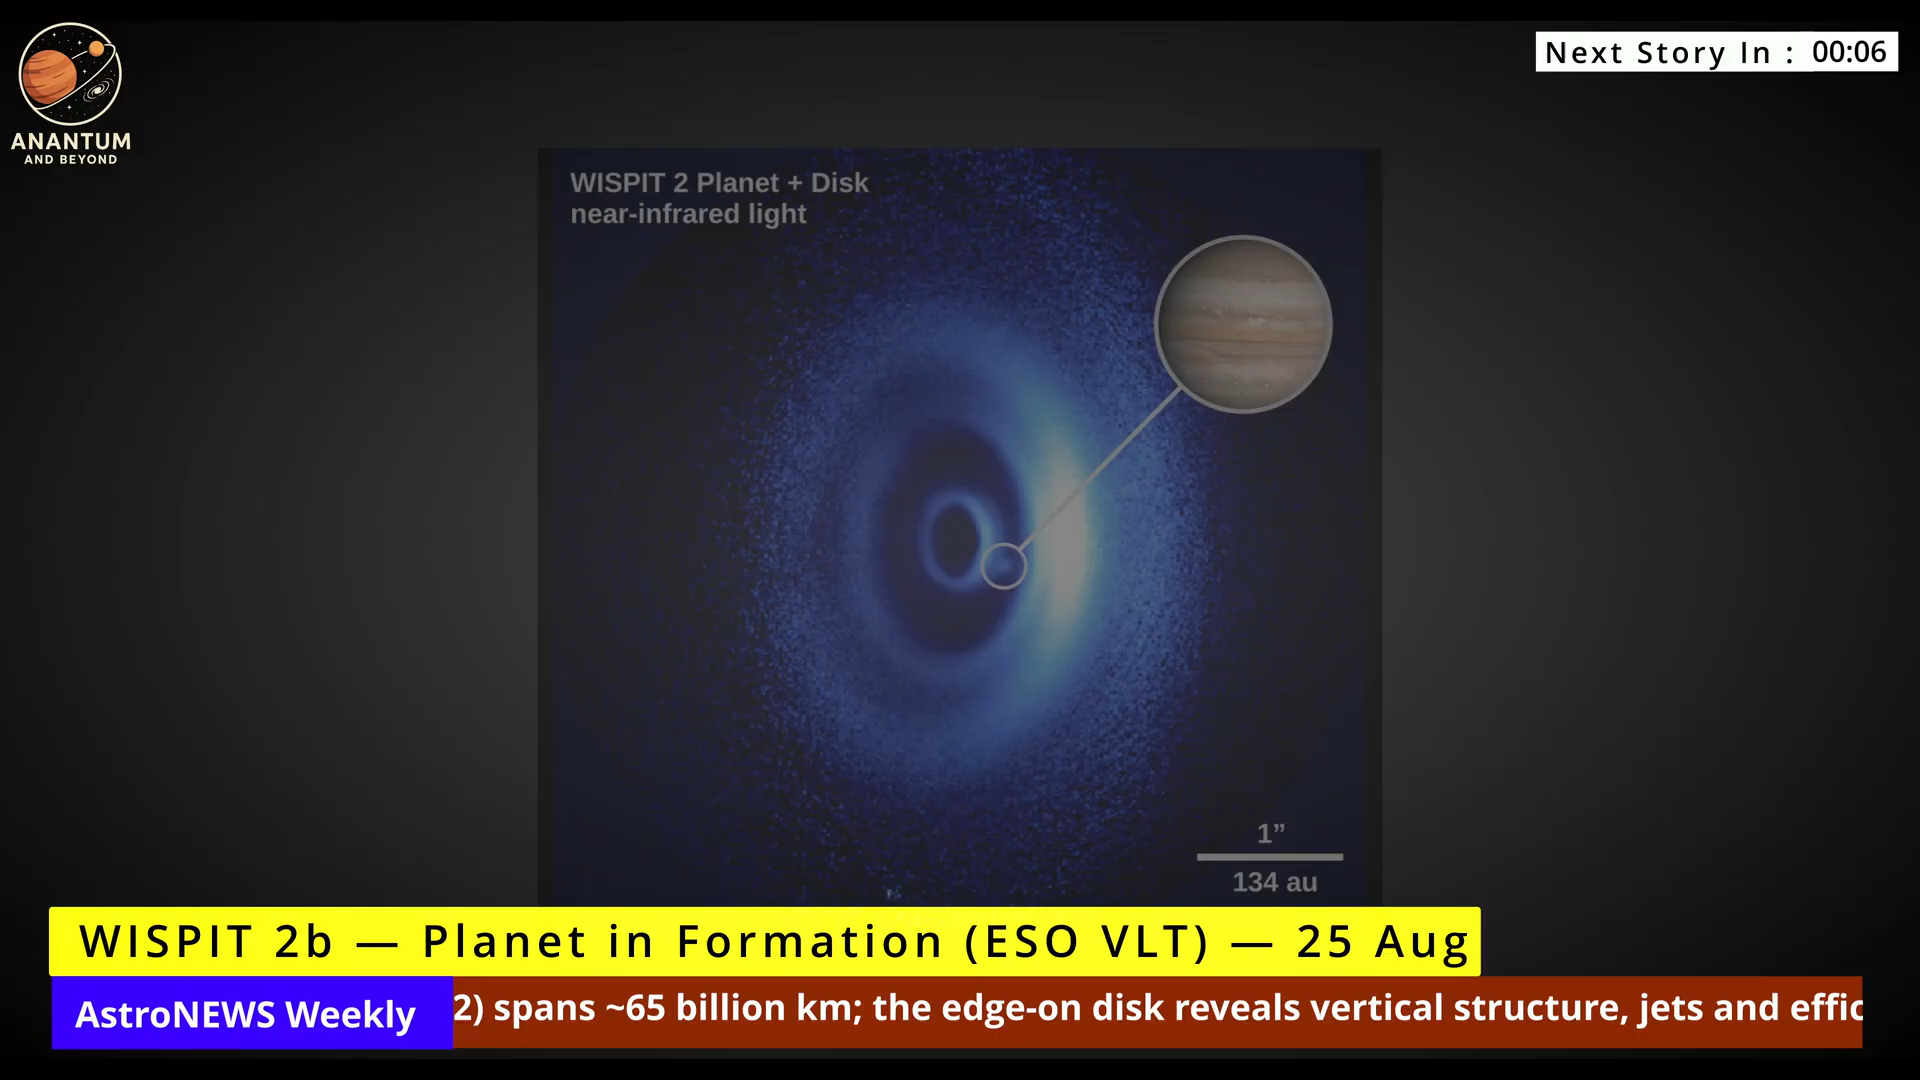 ANANTUM
AND BEYOND
Next Story In : 00:06
WISPIT 2 Planet + Disk
near-infrared light
1”
134 au
WISPIT 2b — Planet in Formation (ESO VLT) — 25 Aug
AstroNEWS Weekly
2) spans ~65 billion km; the edge-on disk reveals vertical structure, jets and effic